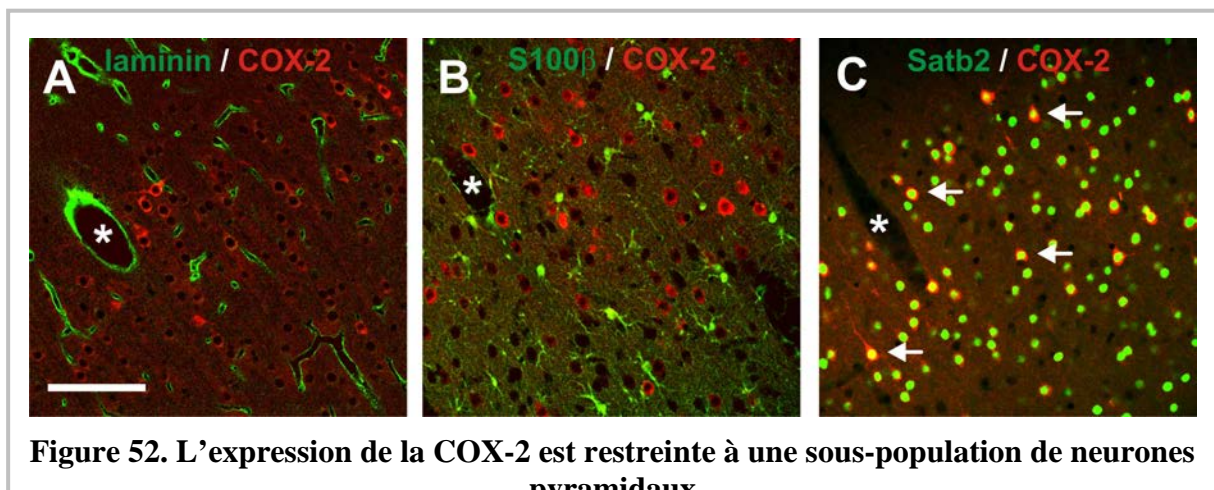 A laminin / COX-2
B S100β / COX-2
C Satb2 / COX-2
* * *
Figure 52. L’expression de la COX-2 est restreinte à une sous-population de neurones
pyramidaux